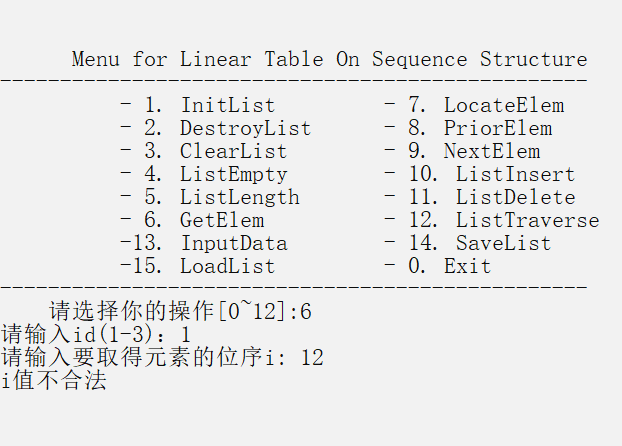 Menu for Linear Table On Sequence Structure
-------------------------------------------------
- 1. InitList - 7. LocateElem
- 2. DestroyList - 8. PriorElem
- 3. ClearList - 9. NextElem
- 4. ListEmpty - 10. ListInsert
- 5. ListLength - 11. ListDelete
- 6. GetElem - 12. ListTraverse
-13. InputData - 14. SaveList
-15. LoadList - 0. Exit
-------------------------------------------------
请选择你的操作[0~12]:6
请输入id(1-3)：1
请输入要取得元素的位序i: 12
i值不合法